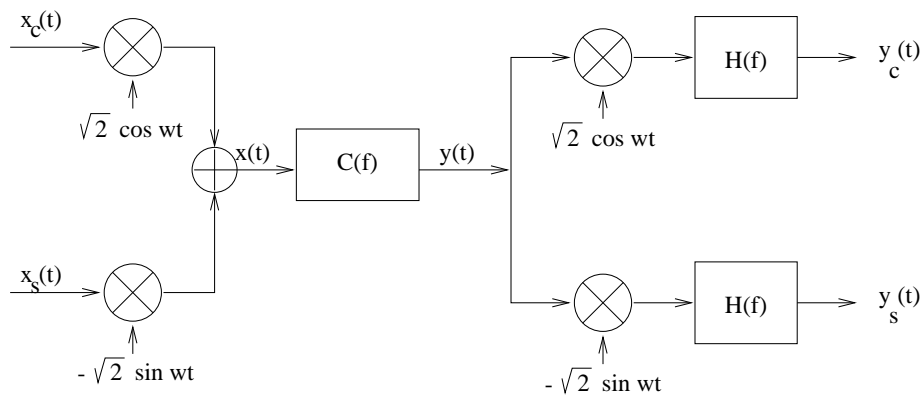 x_c(t)
√2 cos wt
x(t)
C(f)
y(t)
x_s(t)
- √2 sin wt
√2 cos wt
H(f)
y_c(t)
- √2 sin wt
H(f)
y_s(t)